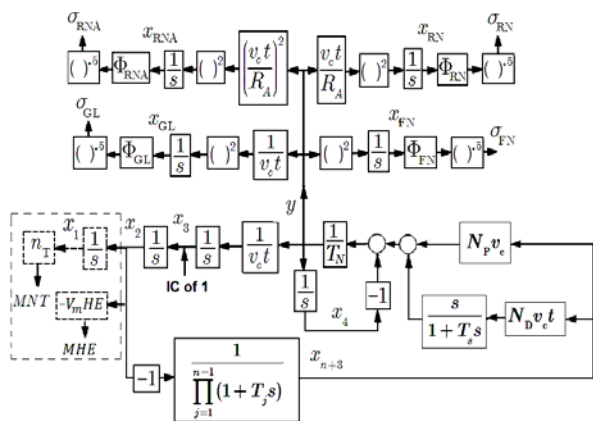 σ_RNA
x_RNA
x_RN
σ_RN
( )^.5
Φ_RNA
1/s
( )^2
(v_c t / R_A)^2
v_c t / R_A
( )^2
1/s
Φ_RN
( )^.5
σ_GL
x_GL
x_FN
σ_FN
( )^.5
Φ_GL
1/s
( )^2
1 / v_c t
( )^2
1/s
Φ_FN
( )^.5
y
x_1
x_2
x_3
n_T
1/s
1/s
1/s
1 / v_c t
1 / T_N
N_P v_c
IC of 1
1/s
-1
x_4
MNT
-V_m HE
MHE
s / (1 + T_s s)
N_D v_c t
-1
1 / ∏_{j=1}^{n-1} (1 + T_j s)
x_{n+3}